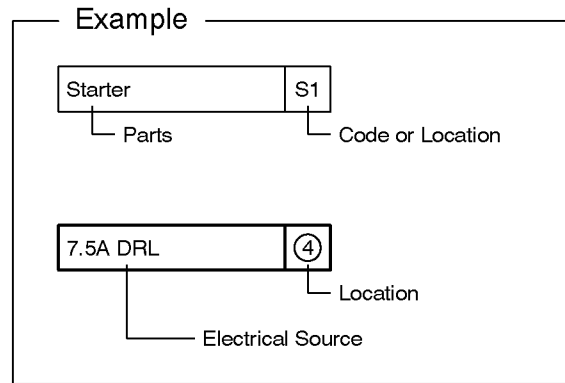 Example
Starter S1
Parts Code or Location
7.5A DRL 4
Location
Electrical Source